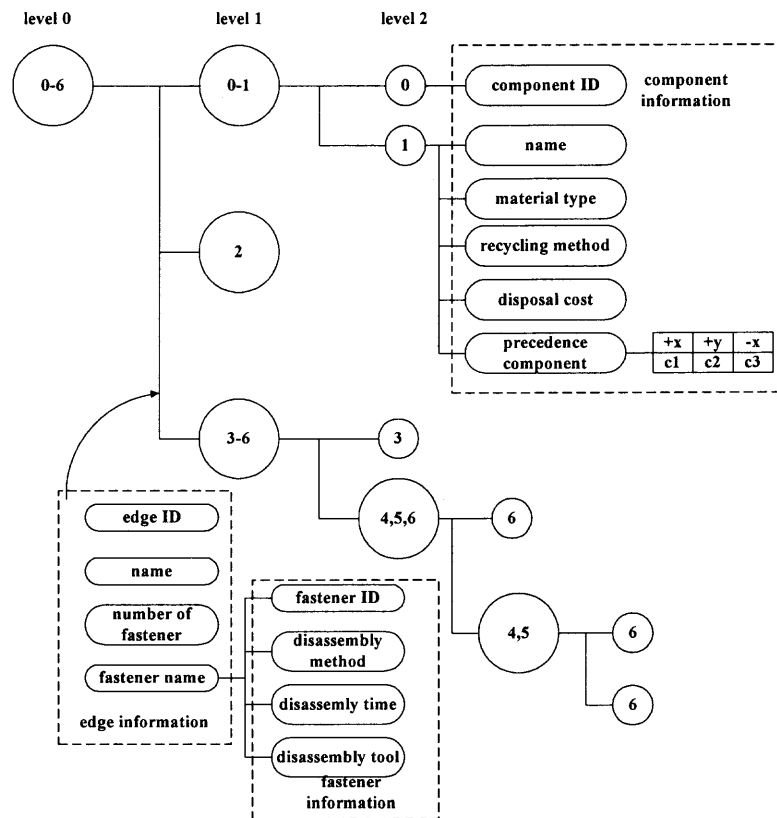 level 0
level 1
level 2
0-6
0-1
0
component ID
component
information
1
name
material type
2
recycling method
disposal cost
precedence
component
+x +y -x
c1 c2 c3
3-6
3
4,5,6
6
edge ID
name
number of
fastener
fastener name
edge information
fastener ID
disassembly
method
disassemly time
disassembly tool
fastener
information
4,5
6
6